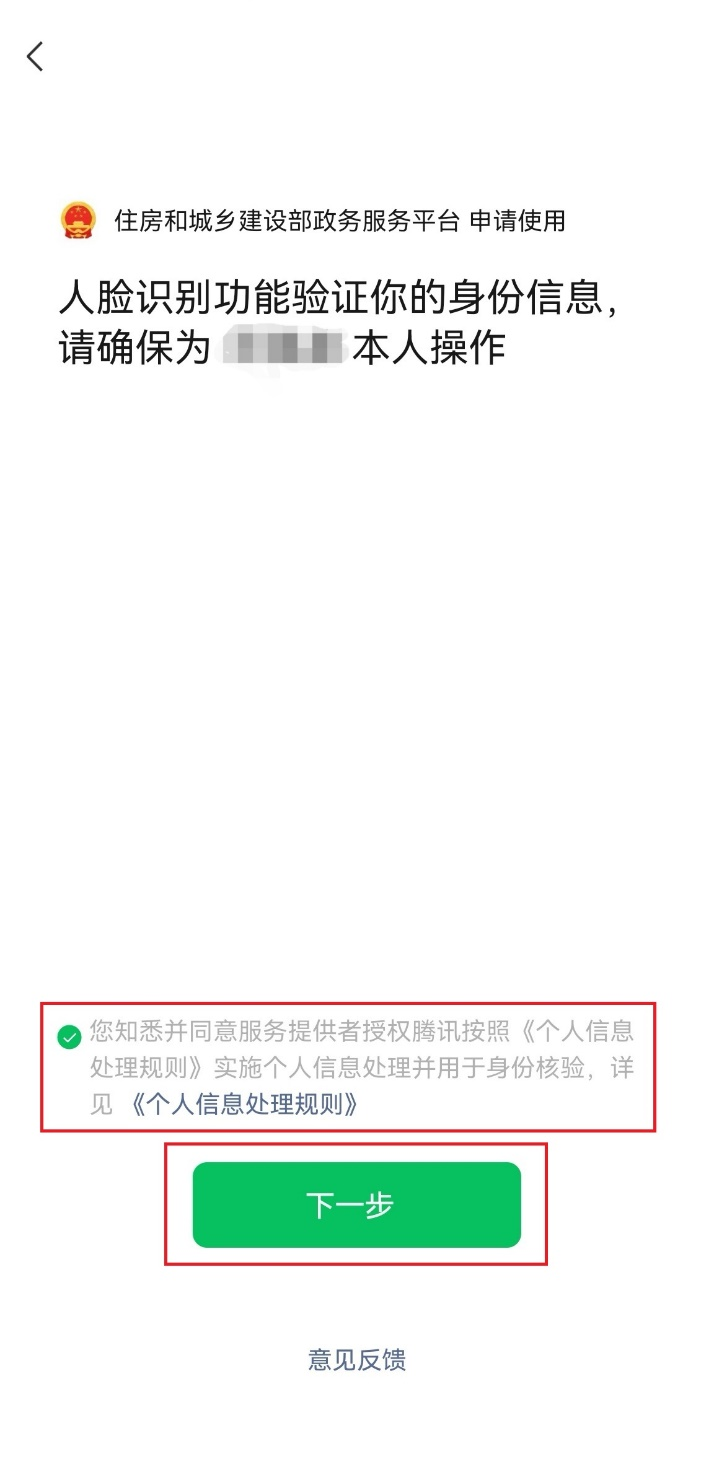 住房和城乡建设部政务服务平台 申请使用
人脸识别功能验证你的身份信息，
请确保为 本人操作
您知悉并同意服务提供者授权腾讯按照《个人信息
处理规则》实施个人信息处理并用于身份核验，详
见 《个人信息处理规则》
下一步
意见反馈